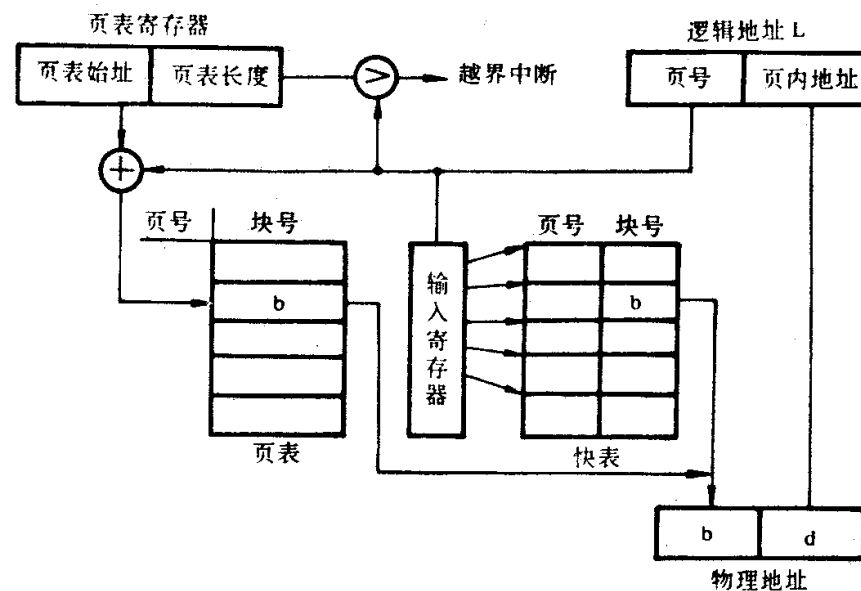 页表寄存器
逻辑地址 L
页表始址
页表长度
>
越界中断
页号
页内地址
+
页号
块号
页号
块号
b
输入寄存器
b
页表
快表
b
d
物理地址